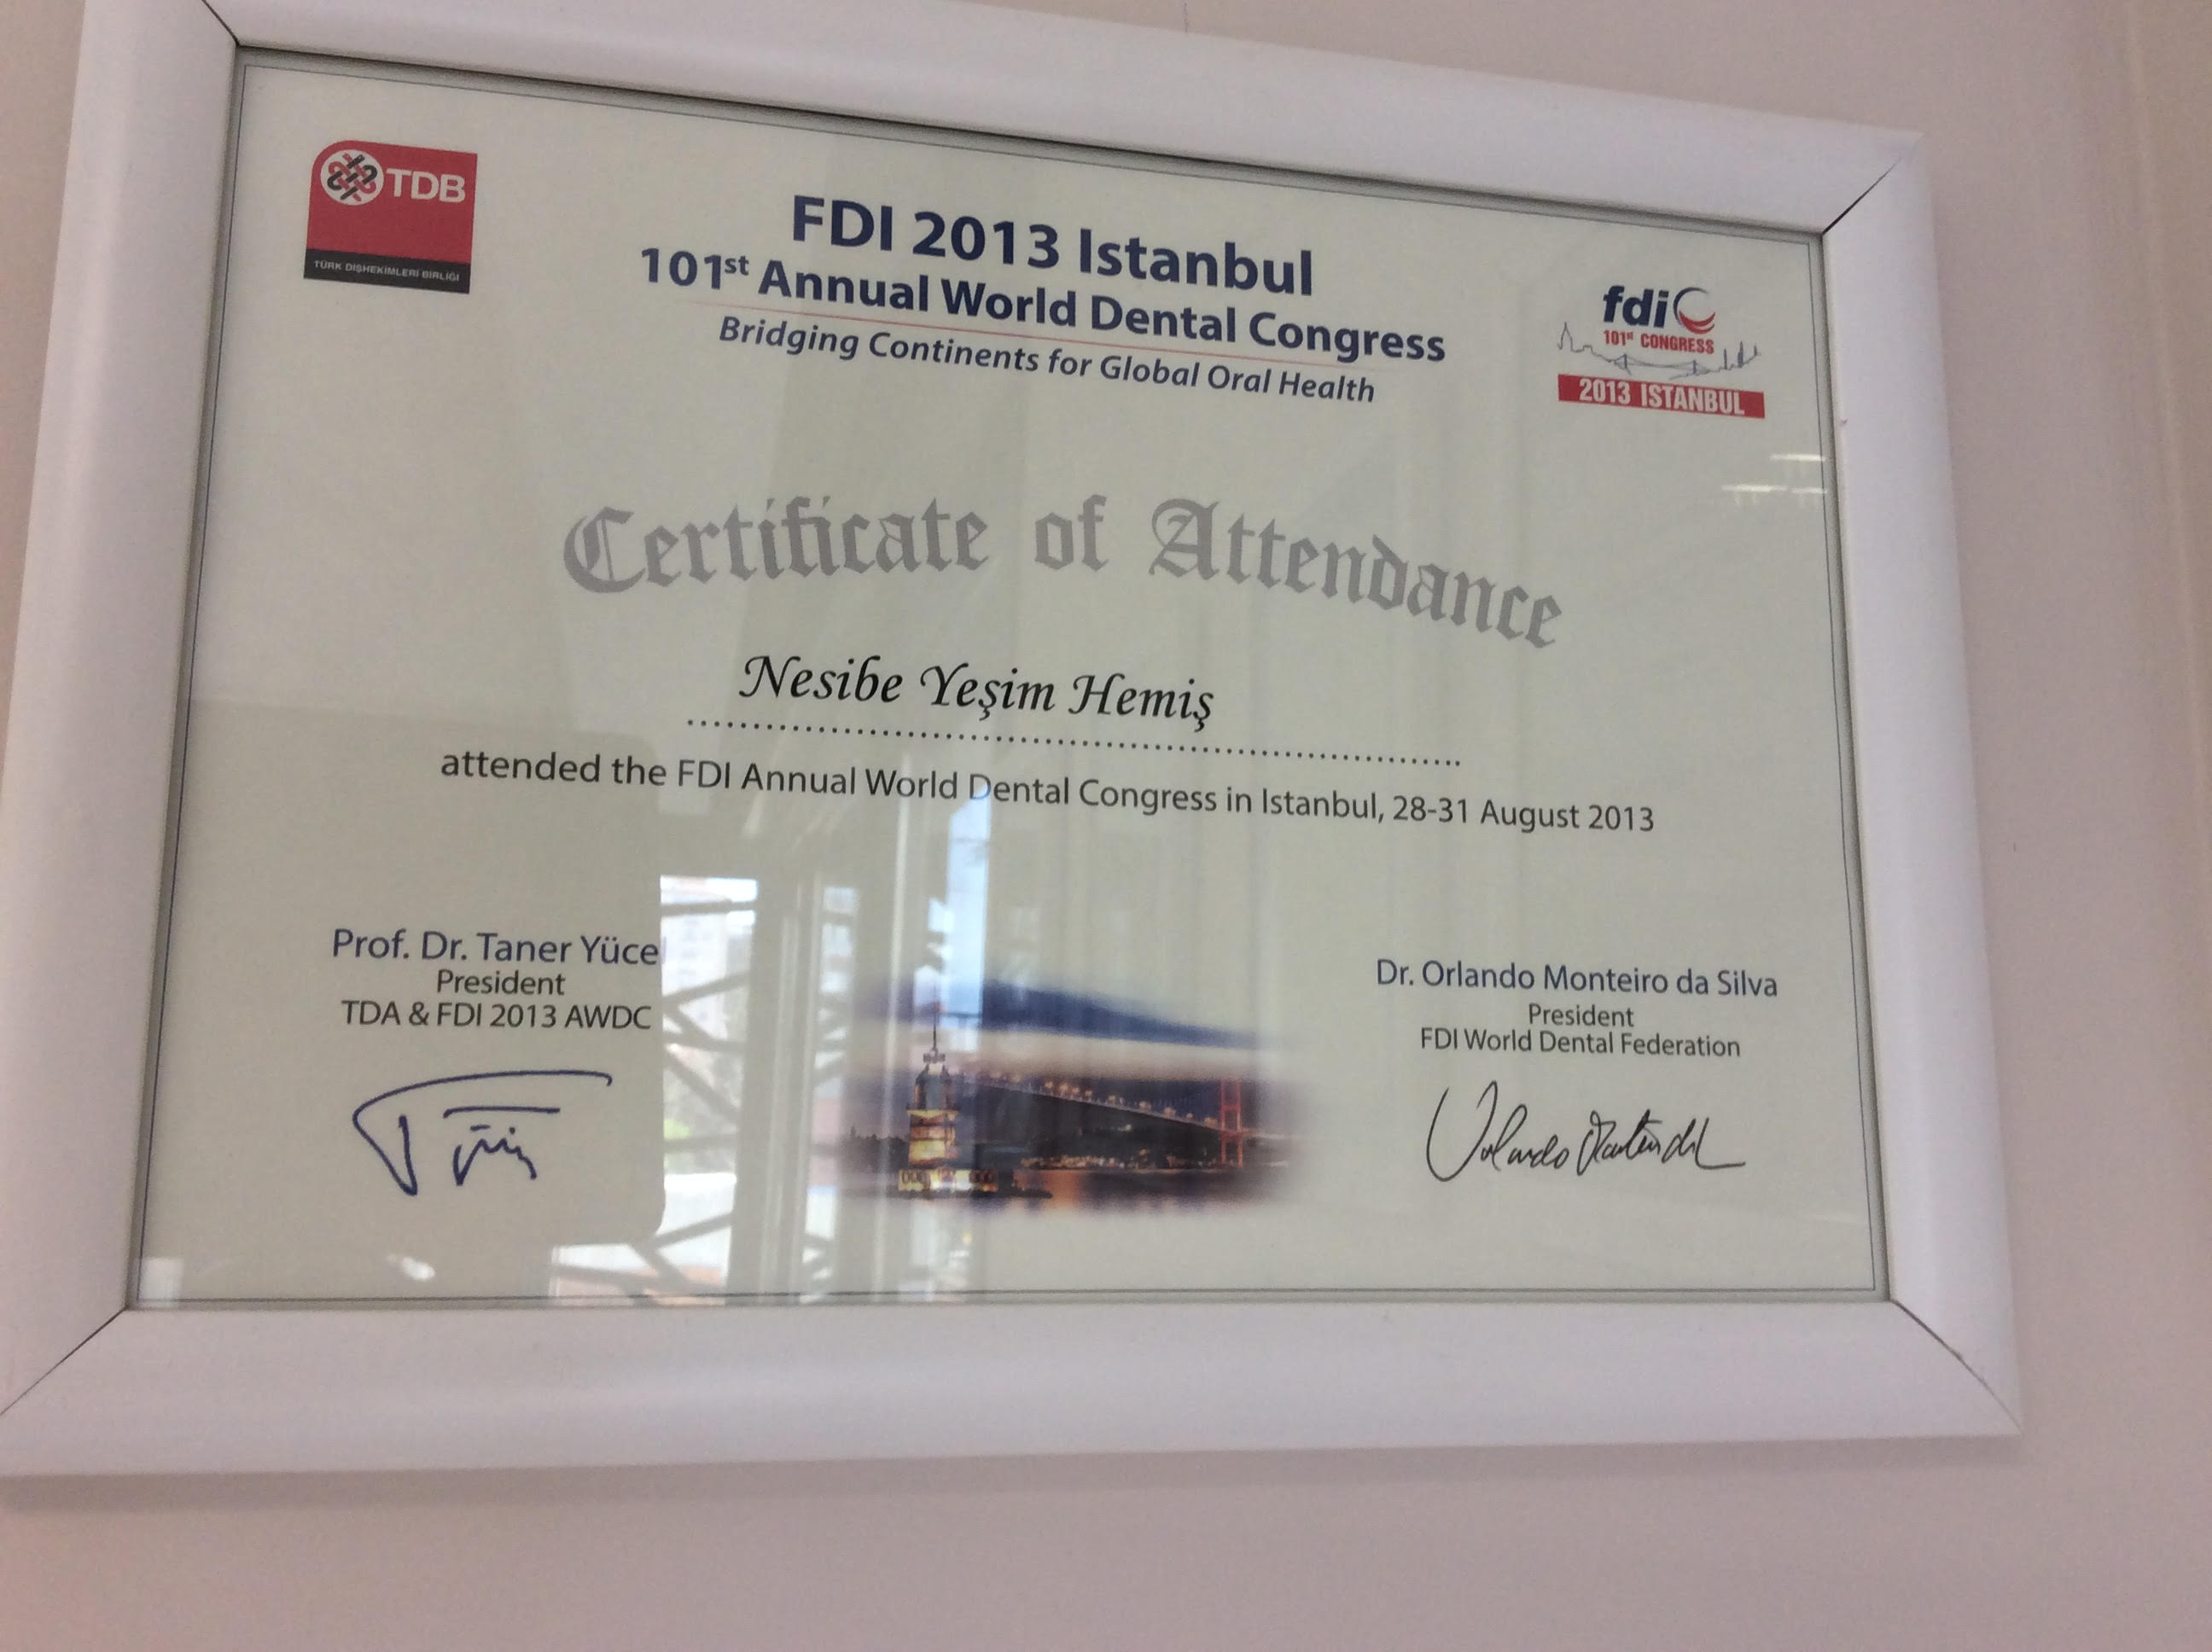 TDB
TÜRK DİŞHEKİMLERİ BİRLİĞİ
FDI 2013 Istanbul
101st Annual World Dental Congress
Bridging Continents for Global Oral Health
fdi
101st CONGRESS
2013 ISTANBUL
Certificate of Attendance
Nesibe Yeşim Hemiş
attended the FDI Annual World Dental Congress in Istanbul, 28-31 August 2013
Prof. Dr. Taner Yücel
President
TDA & FDI 2013 AWDC
Dr. Orlando Monteiro da Silva
President
FDI World Dental Federation